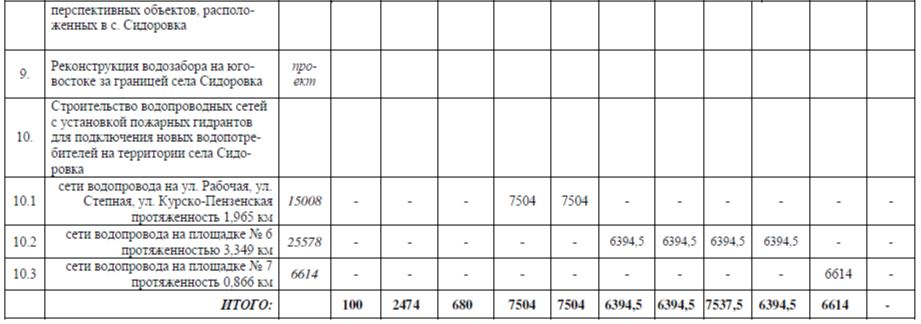 перспективных объектов, располо-
женных в с. Сидоровка
9. Реконструкция водозабора на юго-
востоке за границей села Сидоровка
про-
ект
10. Строительство водопроводных сетей
с установкой пожарных гидрантов
для подключения новых водопотре-
бителей на территории села Сидо-
ровка
10.1 сети водопровода на ул. Рабочая, ул.
Степная, ул. Курско-Пензенская
протяженность 1,965 км
15008 - - - 7504 7504 - - - - - -
10.2 сети водопровода на площадке № 6
протяженностью 3,349 км
25578 - - - - - 6394,5 6394,5 6394,5 6394,5 - -
10.3 сети водопровода на площадке № 7
протяженность 0,866 км
6614 - - - - - - - - - 6614 -
ИТОГО: 100 2474 680 7504 7504 6394,5 6394,5 7537,5 6394,5 6614 -